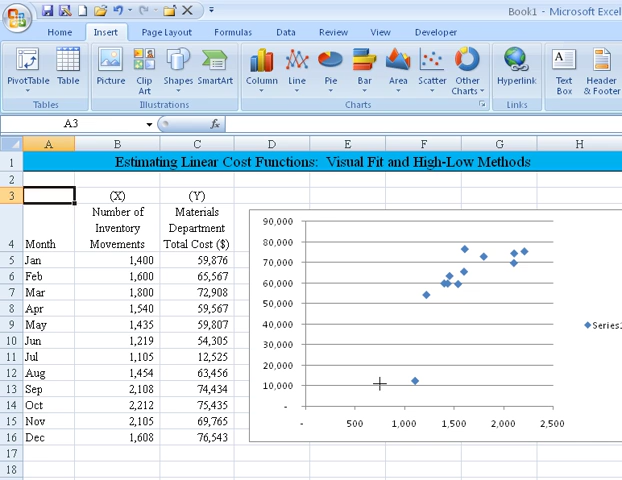 Book1 - Microsoft Excel
Home Insert Page Layout Formulas Data Review View Developer
PivotTable Table Picture Clip Art Shapes SmartArt Column Line Pie Bar Area Scatter Other Charts Hyperlink Text Box Header & Footer
Tables Illustrations Charts Links
A3 fx
A B C D E F G H
1 Estimating Linear Cost Functions: Visual Fit and High-Low Methods
2
3 (X) (Y)
Number of Materials
Inventory Department
4 Month Movements Total Cost ($)
5 Jan 1,400 59,876
6 Feb 1,600 65,567
7 Mar 1,800 72,908
8 Apr 1,540 59,567
9 May 1,435 59,807
10 Jun 1,219 54,305
11 Jul 1,105 12,525
12 Aug 1,454 63,456
13 Sep 2,108 74,434
14 Oct 2,212 75,435
15 Nov 2,105 69,765
16 Dec 1,608 76,543
17
18
90,000
80,000
70,000
60,000
50,000
40,000
30,000
20,000
10,000
-
- 500 1,000 1,500 2,000 2,500
Series1